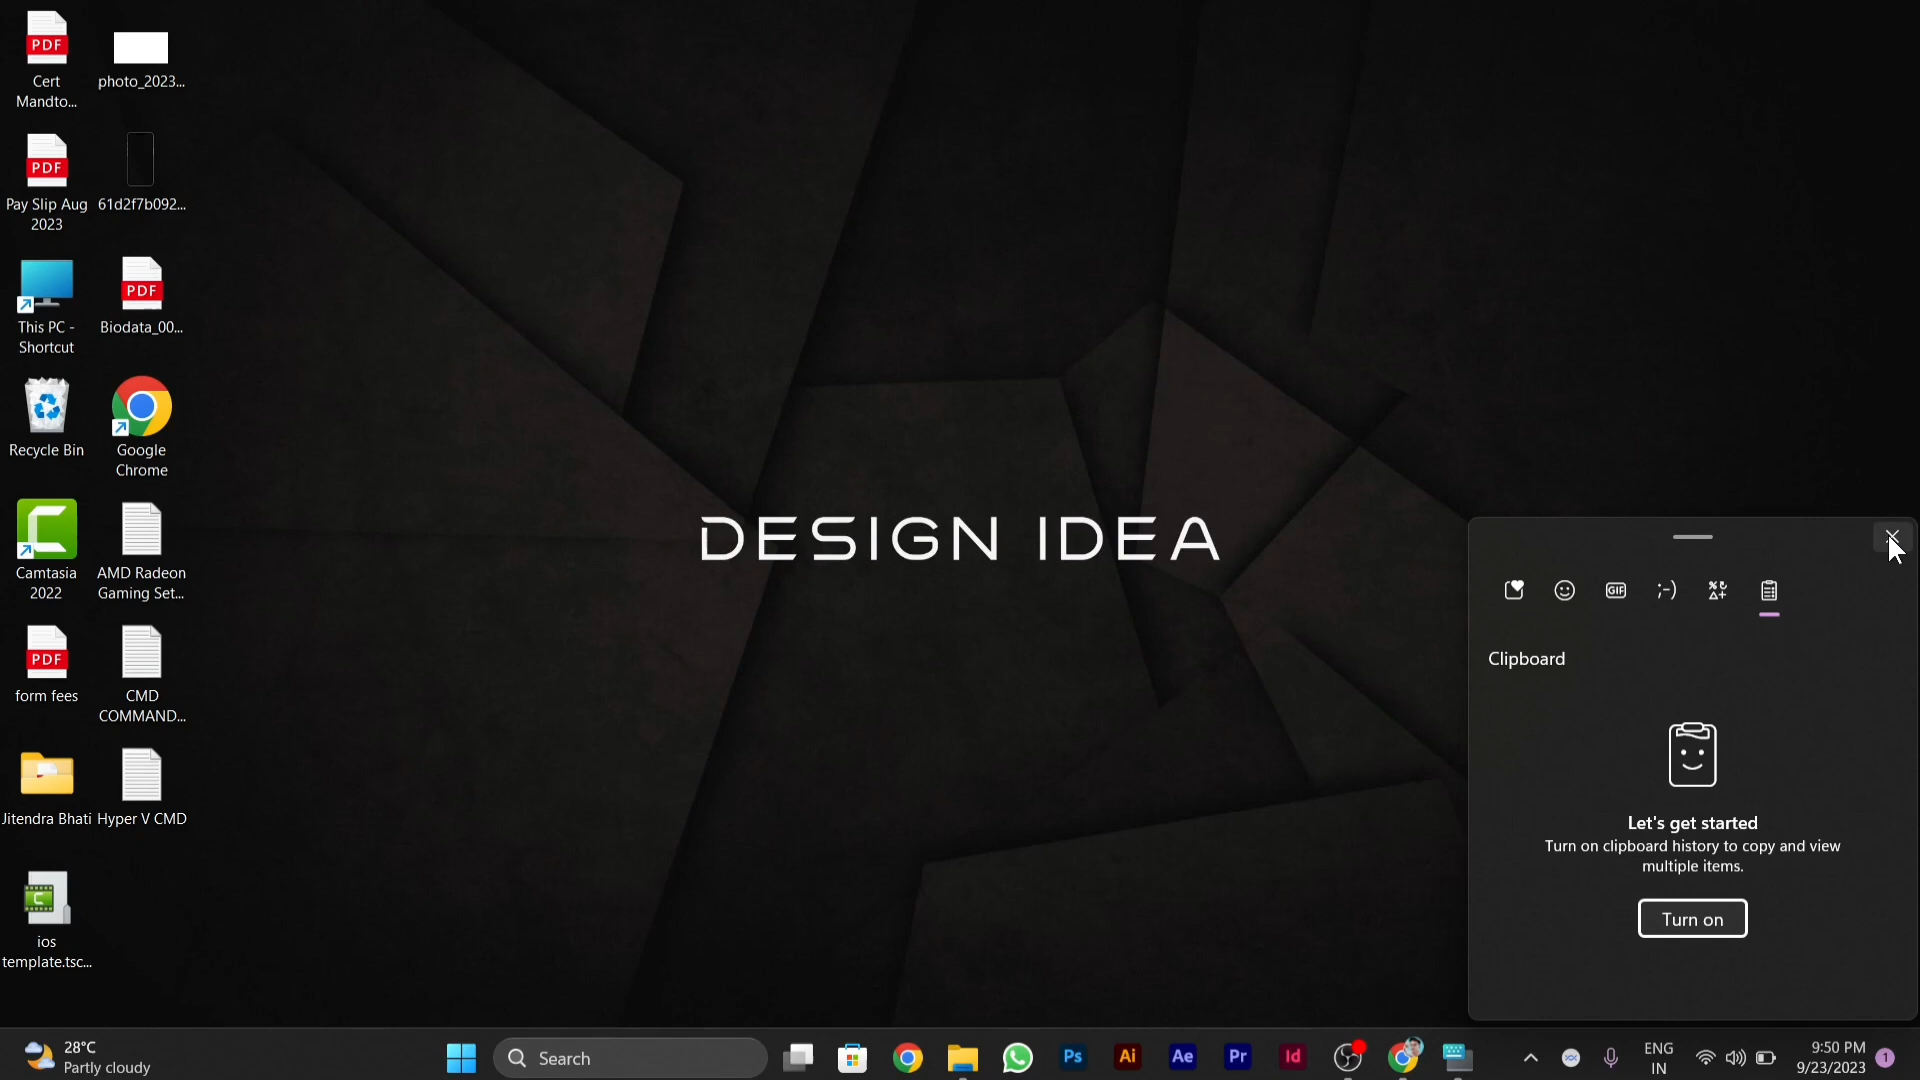 PDF
Cert
Mandto...
photo_2023...
PDF
Pay Slip Aug
2023
61d2f7b092...
This PC -
Shortcut
PDF
Biodata_00...
Recycle Bin
Google
Chrome
Camtasia
2022
AMD Radeon
Gaming Set...
PDF
form fees
CMD
COMMAND...
Jitendra Bhati
Hyper V CMD
ios
template.tsc...
DESIGN IDEA
GIF
;-)
Clipboard
Let's get started
Turn on clipboard history to copy and view
multiple items.
Turn on
28°C
Partly cloudy
Search
Ps
Ai
Ae
Pr
Id
ENG
IN
9:50 PM
9/23/2023
1